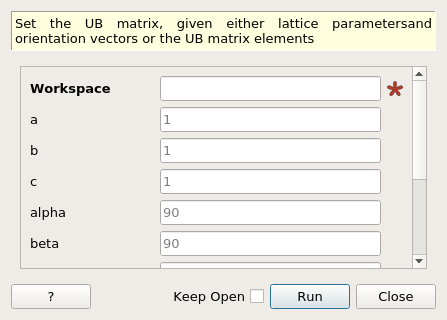 Set the UB matrix, given either lattice parametersand
orientation vectors or the UB matrix elements
Workspace
a 1
b 1
c 1
alpha 90
beta 90
? Keep Open Run Close